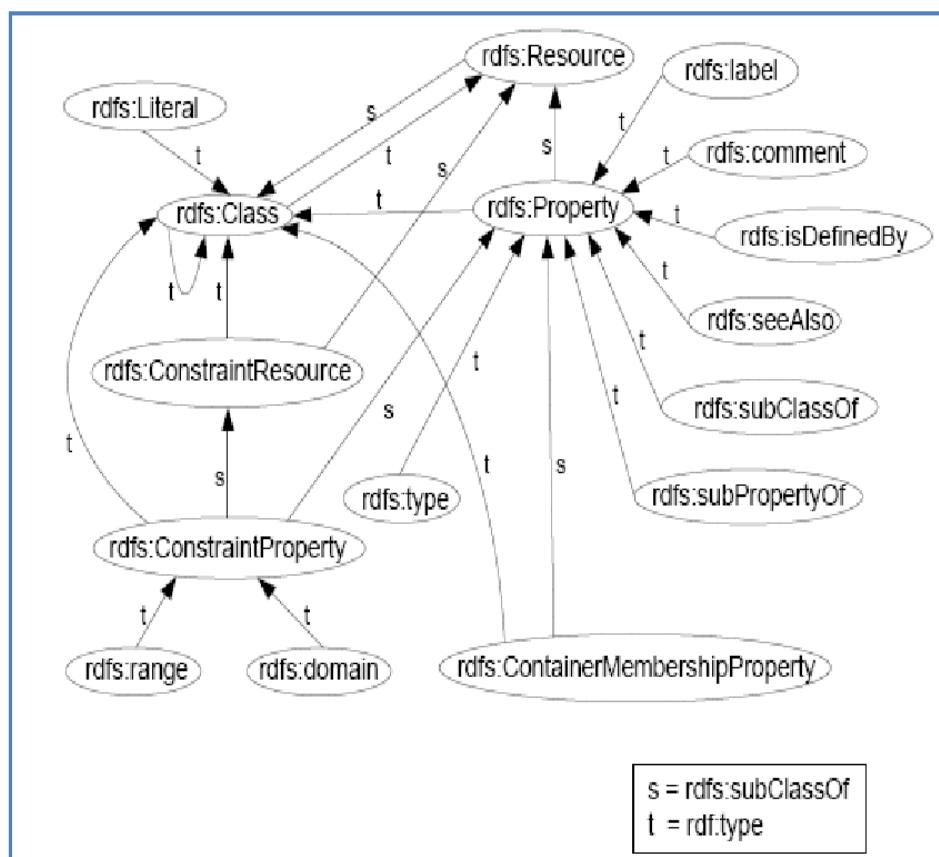 rdfs:Resource
rdfs:label
rdfs:Literal
s
t
t
rdfs:comment
t
s
t
s
t
rdfs:Class
rdfs:Property
t
rdfs:isDefinedBy
t
t
t
rdfs:seeAlso
rdfs:ConstraintResource
t
t
t
rdfs:subClassOf
s
t
t
s
s
rdfs:type
rdfs:subPropertyOf
rdfs:ConstraintProperty
t
t
rdfs:range
rdfs:domain
rdfs:ContainerMembershipProperty
s = rdfs:subClassOf
t = rdf:type